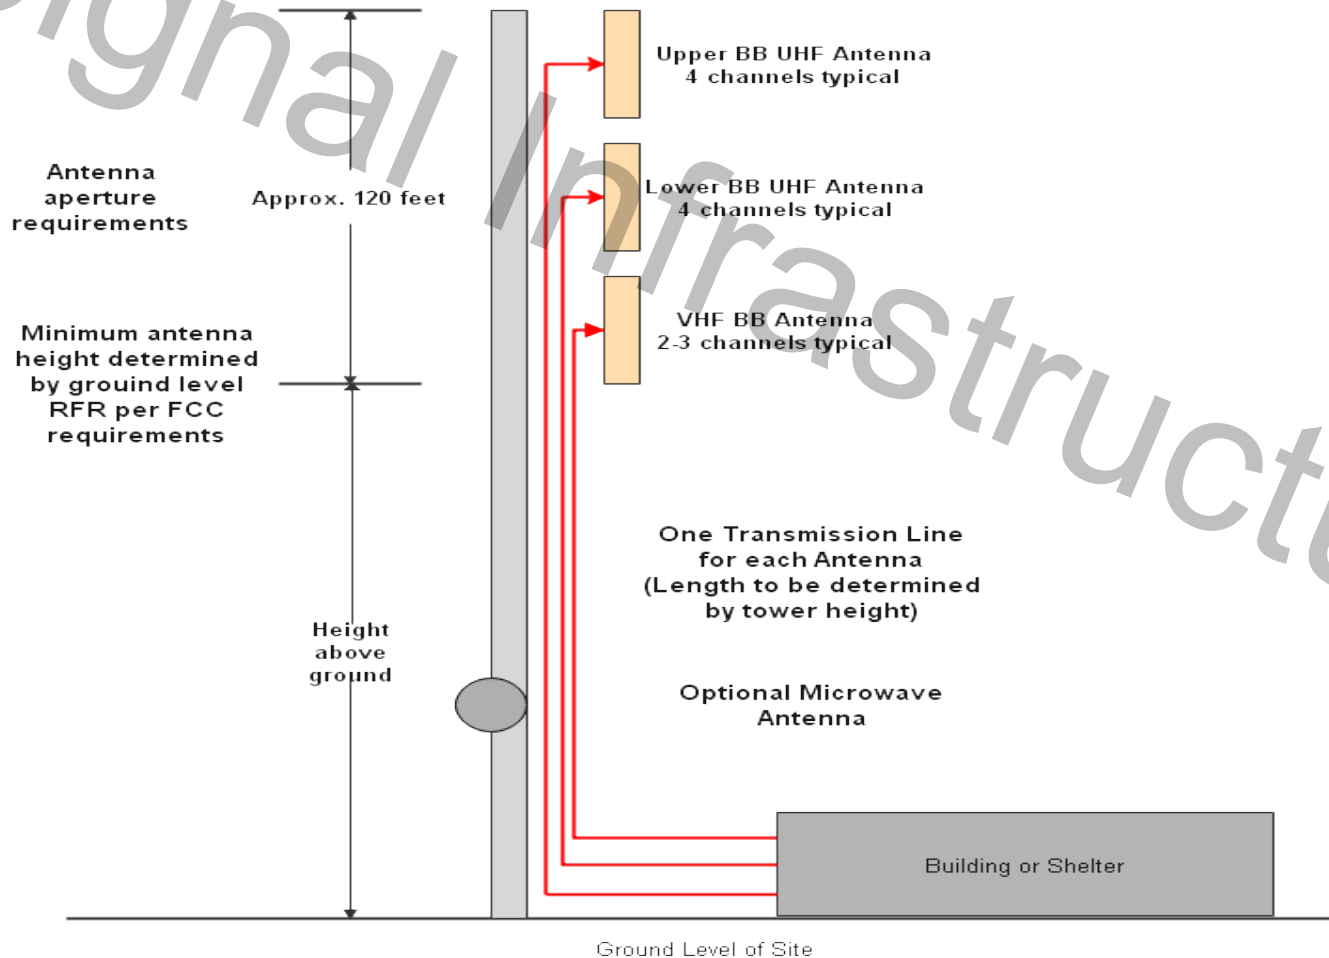 Upper BB UHF Antenna
4 channels typical
Antenna
aperture
requirements
Approx. 120 feet
Lower BB UHF Antenna
4 channels typical
Minimum antenna
height determined
by grouind level
RFR per FCC
requirements
VHF BB Antenna
2-3 channels typical
One Transmission Line
for each Antenna
(Length to be determined
by tower height)
Height
above
ground
Optional Microwave
Antenna
Building or Shelter
Ground Level of Site
Infrastructu